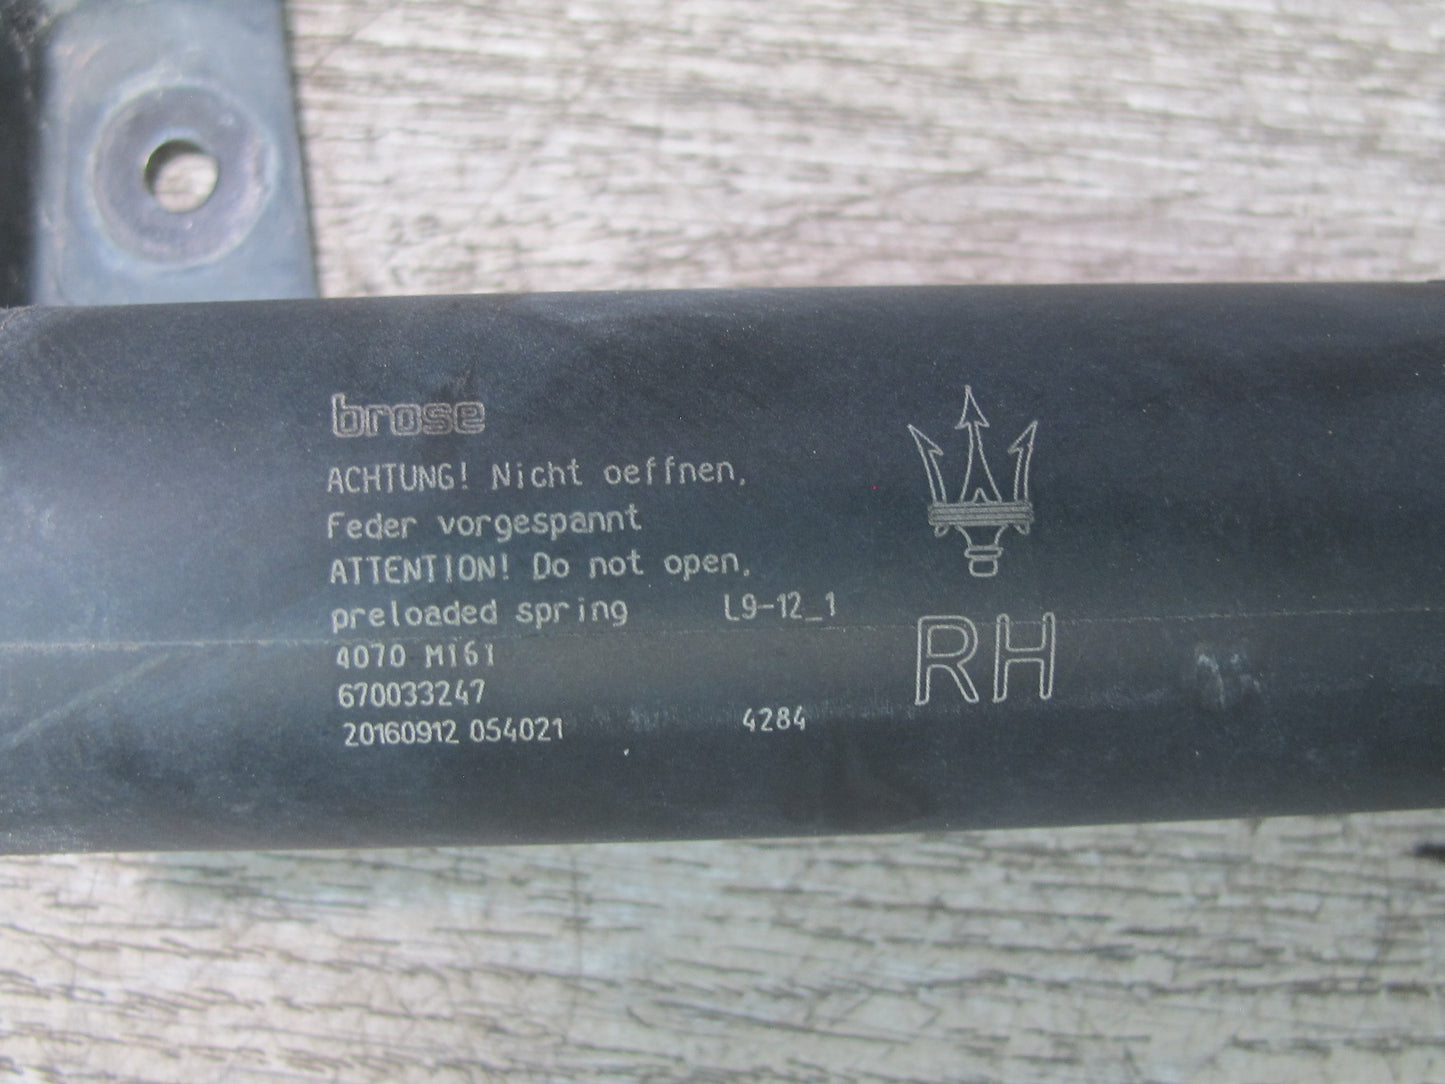 brose
ACHTUNG! Nicht oeffnen.
Feder vorgespannt
ATTENTION! Do not open.
preloaded spring L9-12_1
4070 M161
670033247
20160912 054021 4284
RH